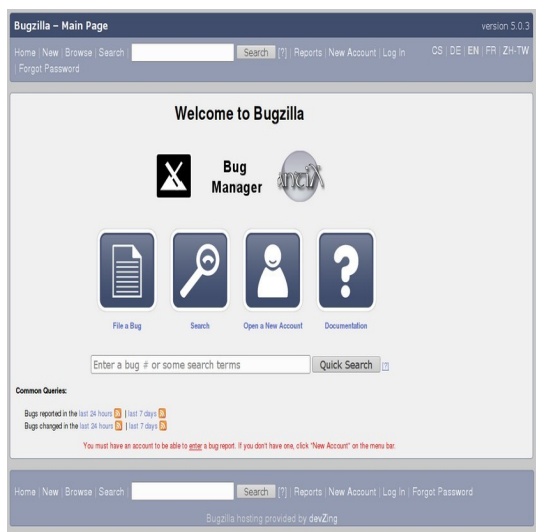 Bugzilla – Main Page version 5.0.3
Home | New | Browse | Search | Search [?] | Reports | New Account | Log In CS | DE | EN | FR | ZH-TW
| Forgot Password
Welcome to Bugzilla
Bug
Manager
antiX
File a Bug Search Open a New Account Documentation
Enter a bug # or some search terms Quick Search [?]
Common Queries:
Bugs reported in the last 24 hours | last 7 days
Bugs changed in the last 24 hours | last 7 days
You must have an account to be able to enter a bug report. If you don't have one, click "New Account" on the menu bar.
Home | New | Browse | Search | Search [?] | Reports | New Account | Log In | Forgot Password
Bugzilla hosting provided by devZing